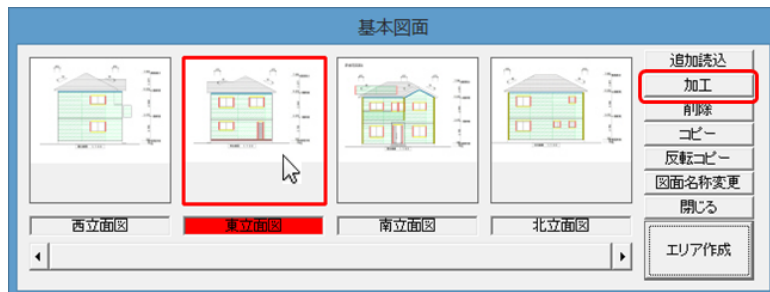 基本図面
追加読込
加工
削除
コピー
反転コピー
図面名称変更
閉じる
エリア作成
西立面図
東立面図
南立面図
北立面図